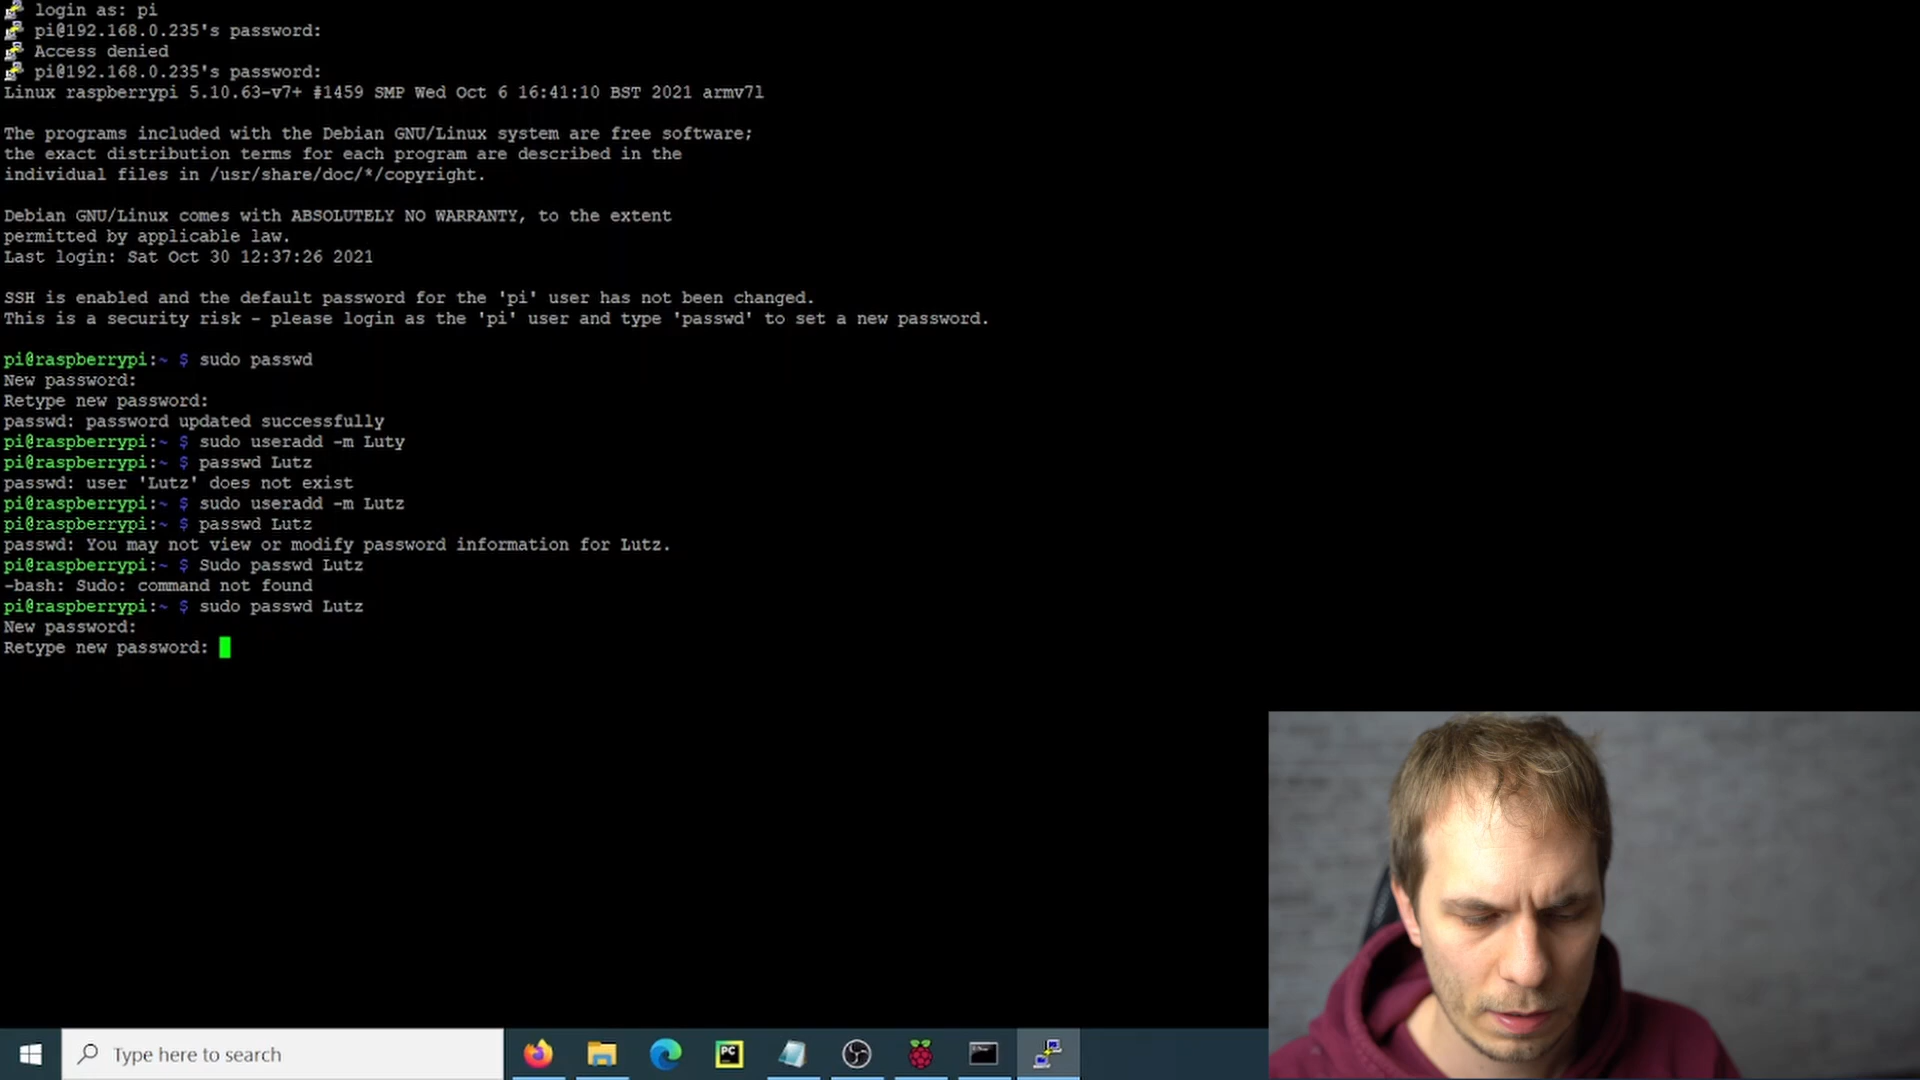 login as: pi
pi@192.168.0.235's password:
Access denied
pi@192.168.0.235's password:
Linux raspberrypi 5.10.63-v7+ #1459 SMP Wed Oct 6 16:41:10 BST 2021 armv7l
The programs included with the Debian GNU/Linux system are free software;
the exact distribution terms for each program are described in the
individual files in /usr/share/doc/*/copyright.
Debian GNU/Linux comes with ABSOLUTELY NO WARRANTY, to the extent
permitted by applicable law.
Last login: Sat Oct 30 12:37:26 2021
SSH is enabled and the default password for the 'pi' user has not been changed.
This is a security risk - please login as the 'pi' user and type 'passwd' to set a new password.
pi@raspberrypi:~ $ sudo passwd
New password:
Retype new password:
passwd: password updated successfully
pi@raspberrypi:~ $ sudo useradd -m Luty
pi@raspberrypi:~ $ passwd Lutz
passwd: user 'Lutz' does not exist
pi@raspberrypi:~ $ sudo useradd -m Lutz
pi@raspberrypi:~ $ passwd Lutz
passwd: You may not view or modify password information for Lutz.
pi@raspberrypi:~ $ Sudo passwd Lutz
-bash: Sudo: command not found
pi@raspberrypi:~ $ sudo passwd Lutz
New password:
Retype new password:
Type here to search
PC